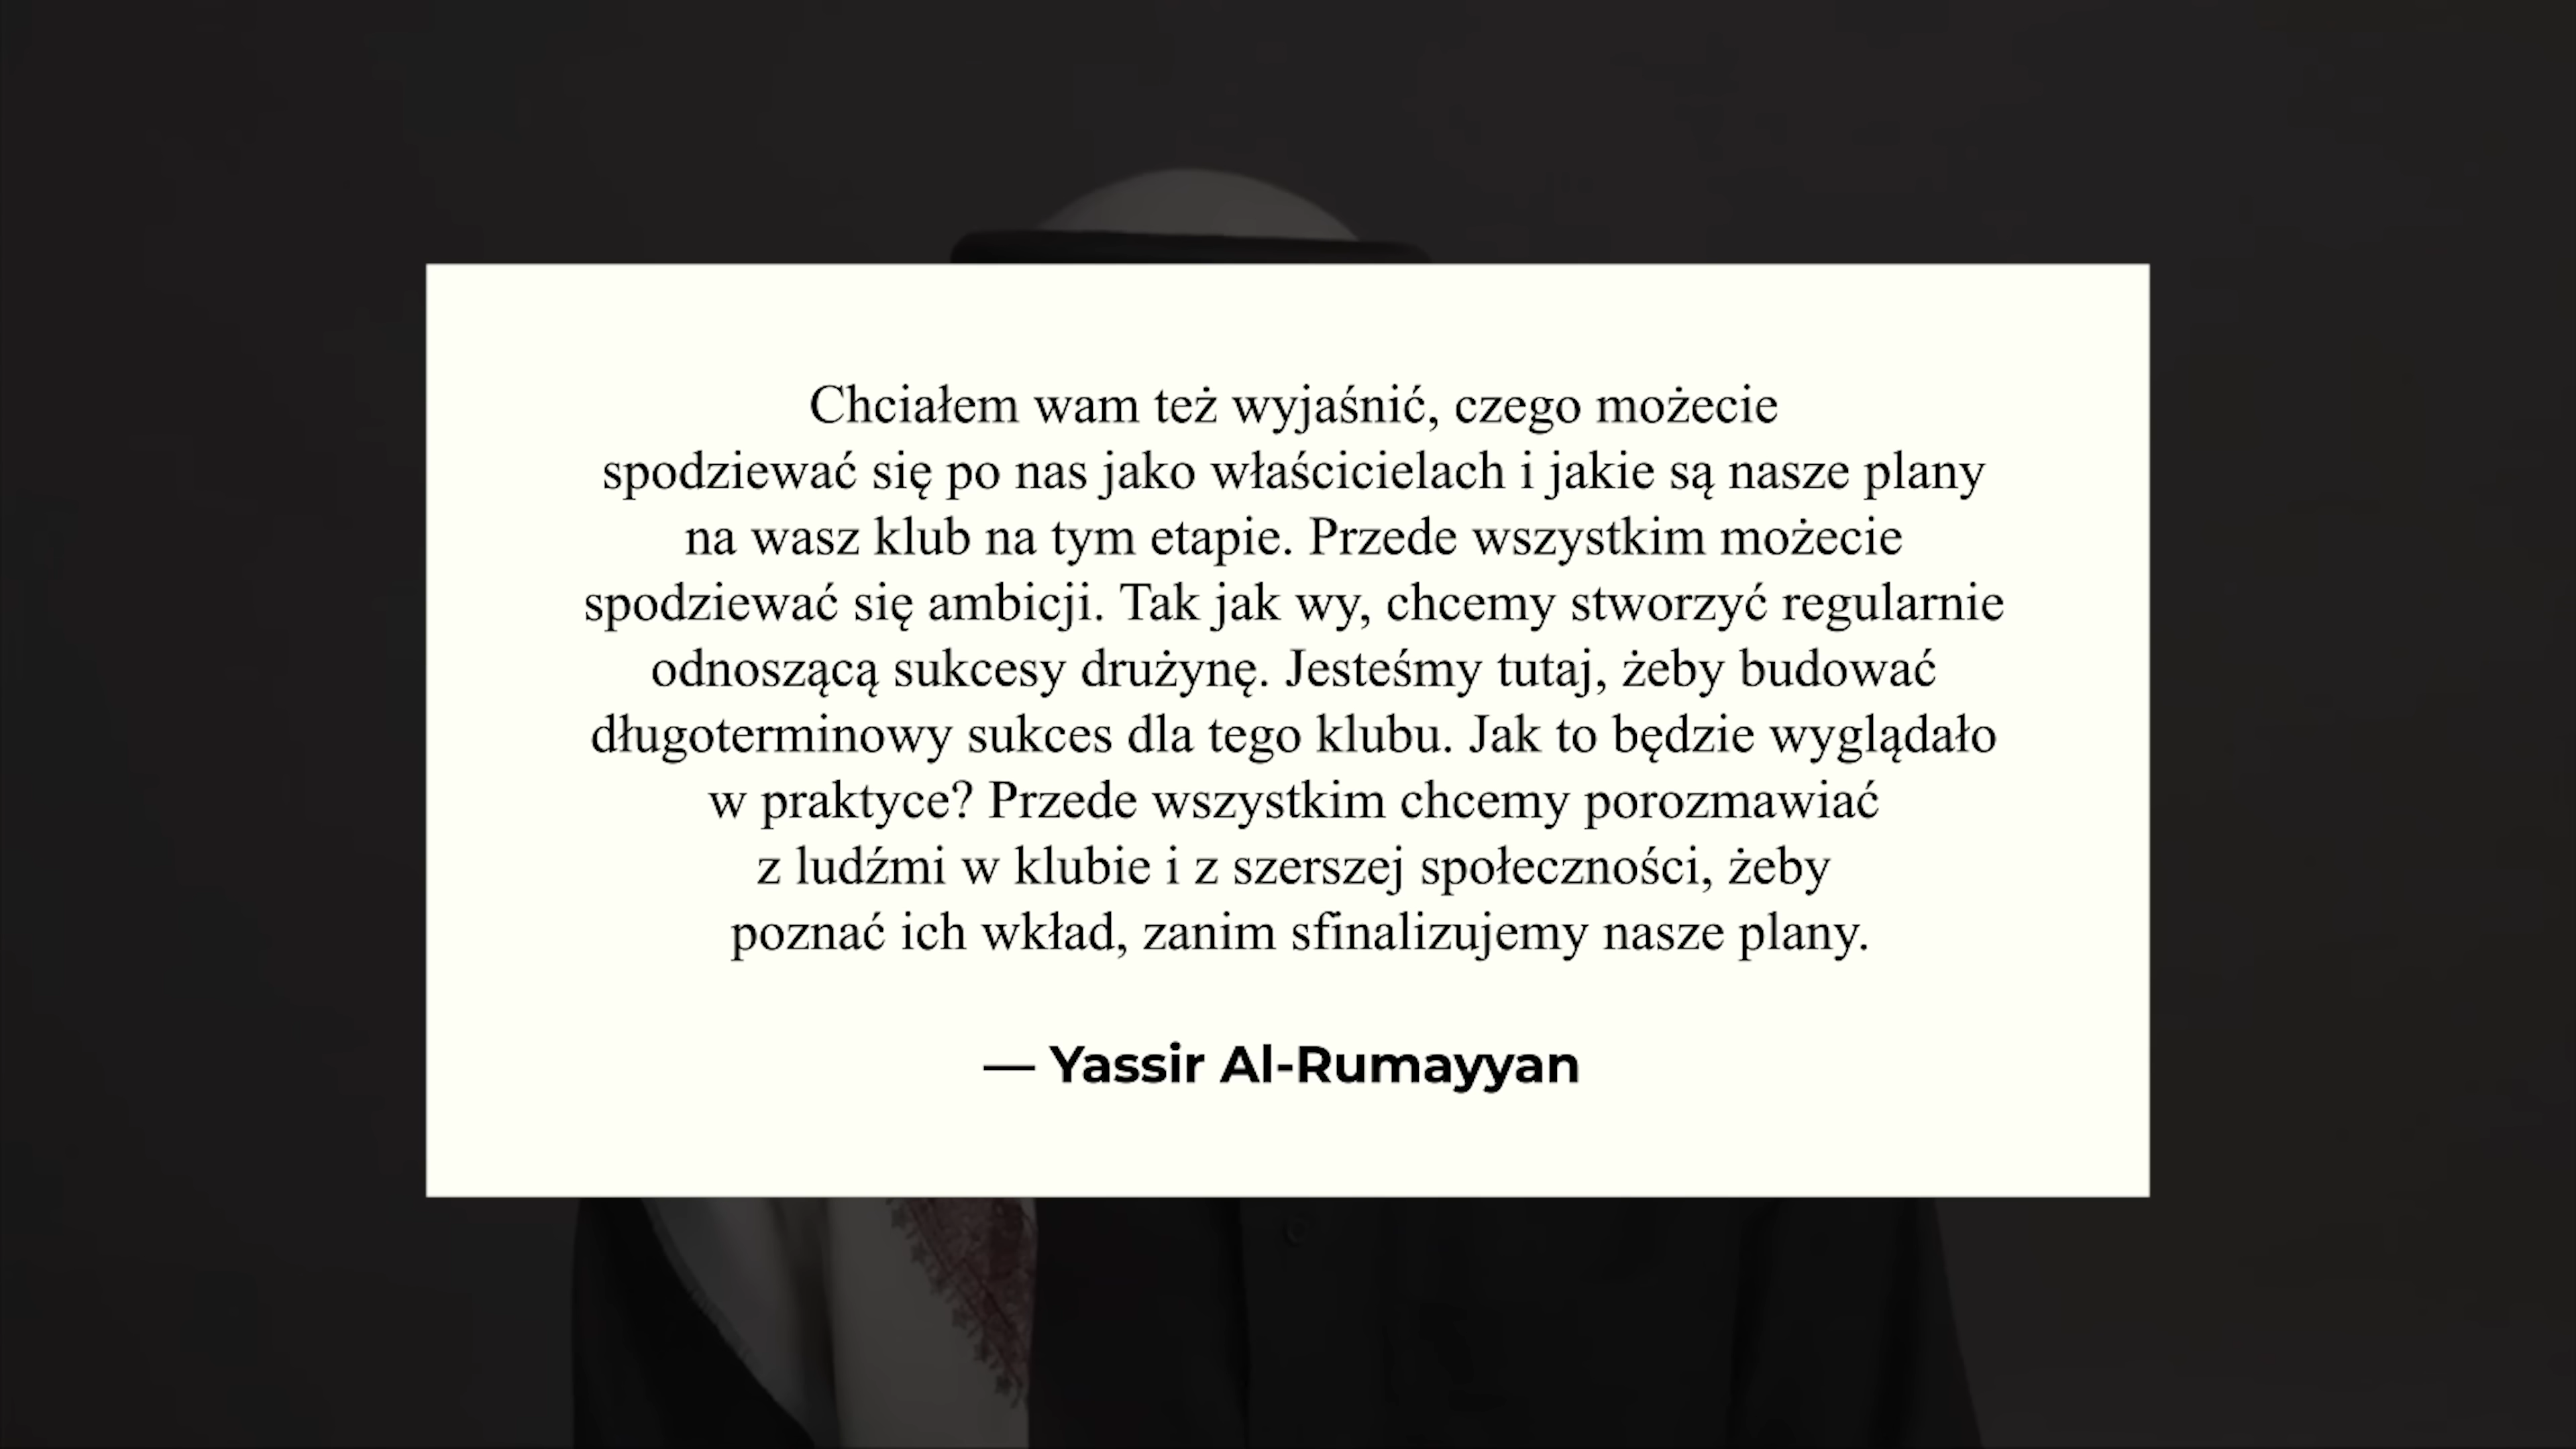 Chciałem wam też wyjaśnić, czego możecie
spodziewać się po nas jako właścicielach i jakie są nasze plany
na wasz klub na tym etapie. Przede wszystkim możecie
spodziewać się ambicji. Tak jak wy, chcemy stworzyć regularnie
odnoszącą sukcesy drużynę. Jesteśmy tutaj, żeby budować
długoterminowy sukces dla tego klubu. Jak to będzie wyglądało
w praktyce? Przede wszystkim chcemy porozmawiać
z ludźmi w klubie i z szerszej społeczności, żeby
poznać ich wkład, zanim sfinalizujemy nasze plany.
— Yassir Al-Rumayyan